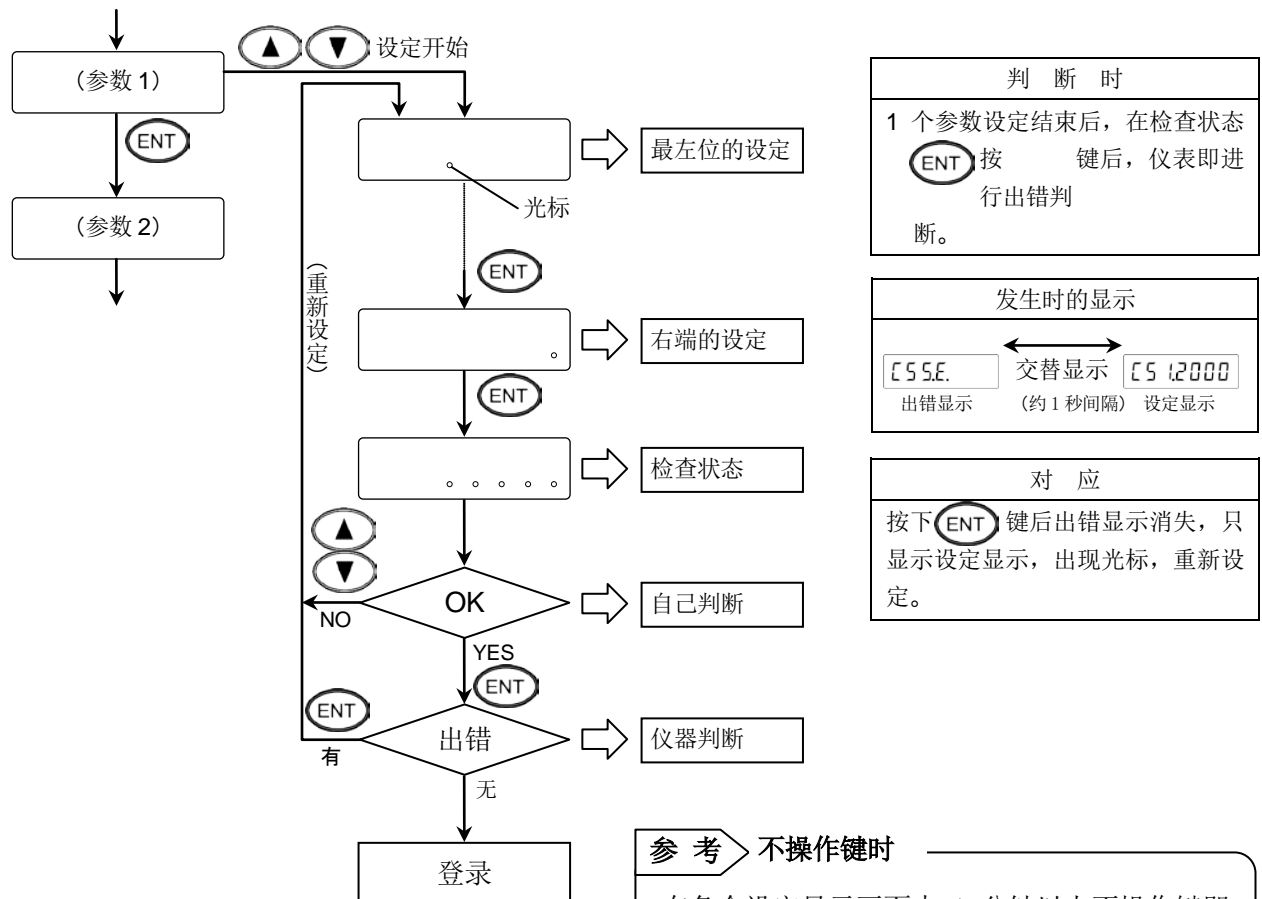 (参数 1)
ENT
(参数 2)
设定开始
最左位的设定
光标
ENT
(重新设定)
右端的设定
ENT
检查状态
OK
自己判断
NO
YES
ENT
ENT
出错
仪器判断
有
无
登录
判 断 时
1 个参数设定结束后，在检查状态
ENT 按 键后，仪表即进
行出错判
断。
发生时的显示
CS S.E. 交替显示 CS 1.2000
出错显示 (约 1 秒间隔) 设定显示
对 应
按下 ENT 键后出错显示消失，只
显示设定显示，出现光标，重新设
定。
参 考 不操作键时